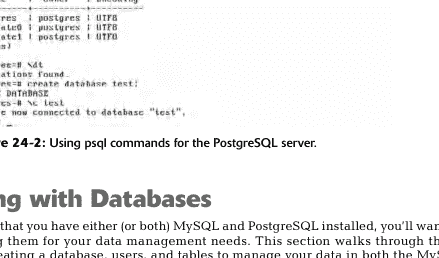 res | postgres | UTF8
ate0 | postgres | UTF8
ate1 | postgres | UTF8
s)
es=# \dt
ations found.
es=# create database test;
DATABASE
es-# \c test
e now connected to database "test".
e 24-2: Using psql commands for the PostgreSQL server.
ng with Databases
that you have either (or both) MySQL and PostgreSQL installed, you'll wan
g them for your data management needs. This section walks through th
eating a database, users, and tables to manage your data in both the MyS